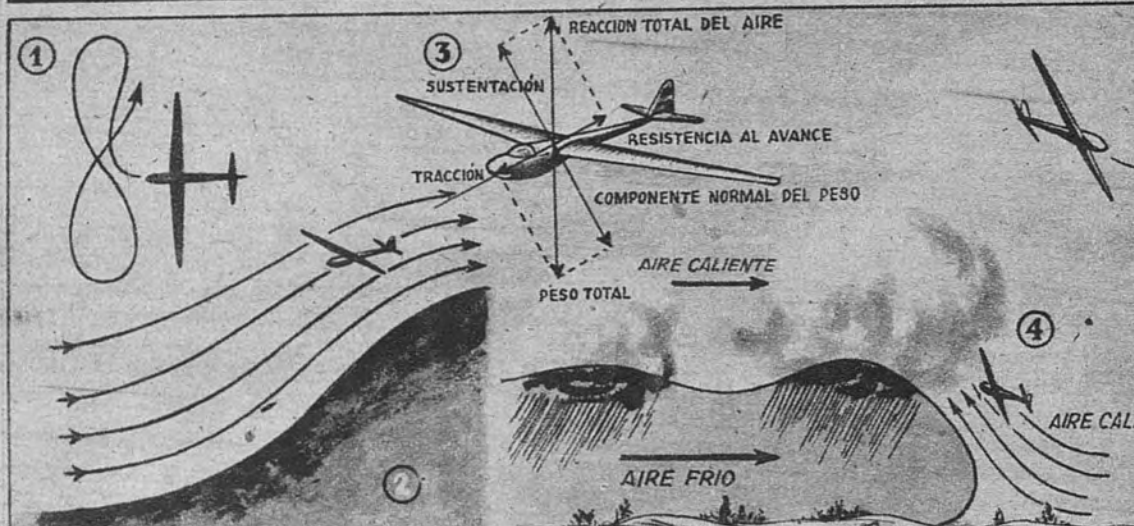 1
3
REACCION TOTAL DEL AIRE
SUSTENTACIÓN
RESISTENCIA AL AVANCE
TRACCIÓN
COMPONENTE NORMAL DEL PESO
PESO TOTAL
AIRE CALIENTE
4
AIRE CAL
AIRE FRIO
2